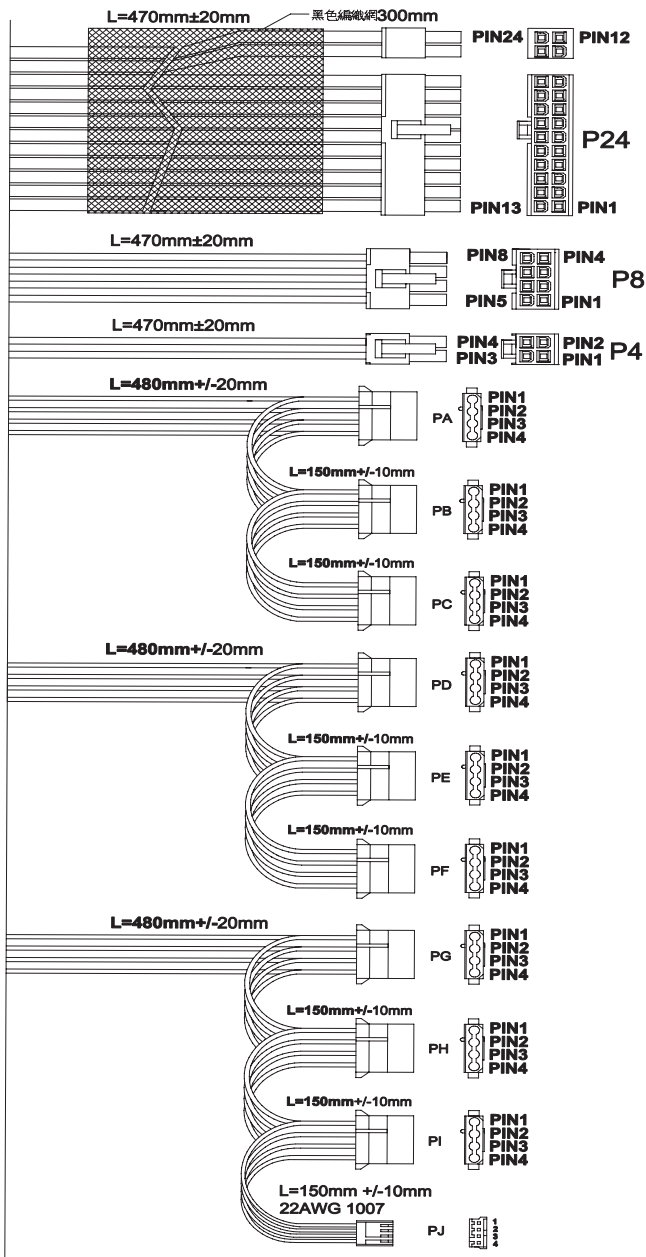 L=470mm±20mm
黑色編織網300mm
PIN24
PIN12
P24
PIN13
PIN1
L=470mm±20mm
PIN8
PIN4
P8
PIN5
PIN1
L=470mm±20mm
PIN4
PIN2
P4
PIN3
PIN1
L=480mm+/-20mm
PA
PIN1
PIN2
PIN3
PIN4
L=150mm+/-10mm
PB
PIN1
PIN2
PIN3
PIN4
L=150mm+/-10mm
PC
PIN1
PIN2
PIN3
PIN4
L=480mm+/-20mm
PD
PIN1
PIN2
PIN3
PIN4
L=150mm+/-10mm
PE
PIN1
PIN2
PIN3
PIN4
L=150mm+/-10mm
PF
PIN1
PIN2
PIN3
PIN4
L=480mm+/-20mm
PG
PIN1
PIN2
PIN3
PIN4
L=150mm+/-10mm
PH
PIN1
PIN2
PIN3
PIN4
L=150mm+/-10mm
PI
PIN1
PIN2
PIN3
PIN4
L=150mm +/-10mm
22AWG 1007
PJ
1
2
3
4